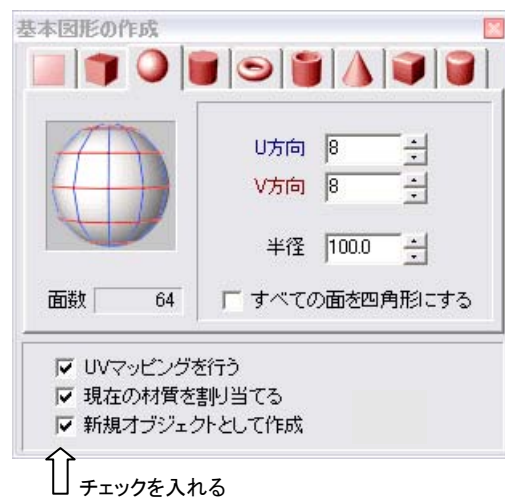 基本図形の作成
U方向 8
V方向 8
半径 100.0
面数 64
すべての面を四角形にする
UVマッピングを行う
現在の材質を割り当てる
新規オブジェクトとして作成
チェックを入れる